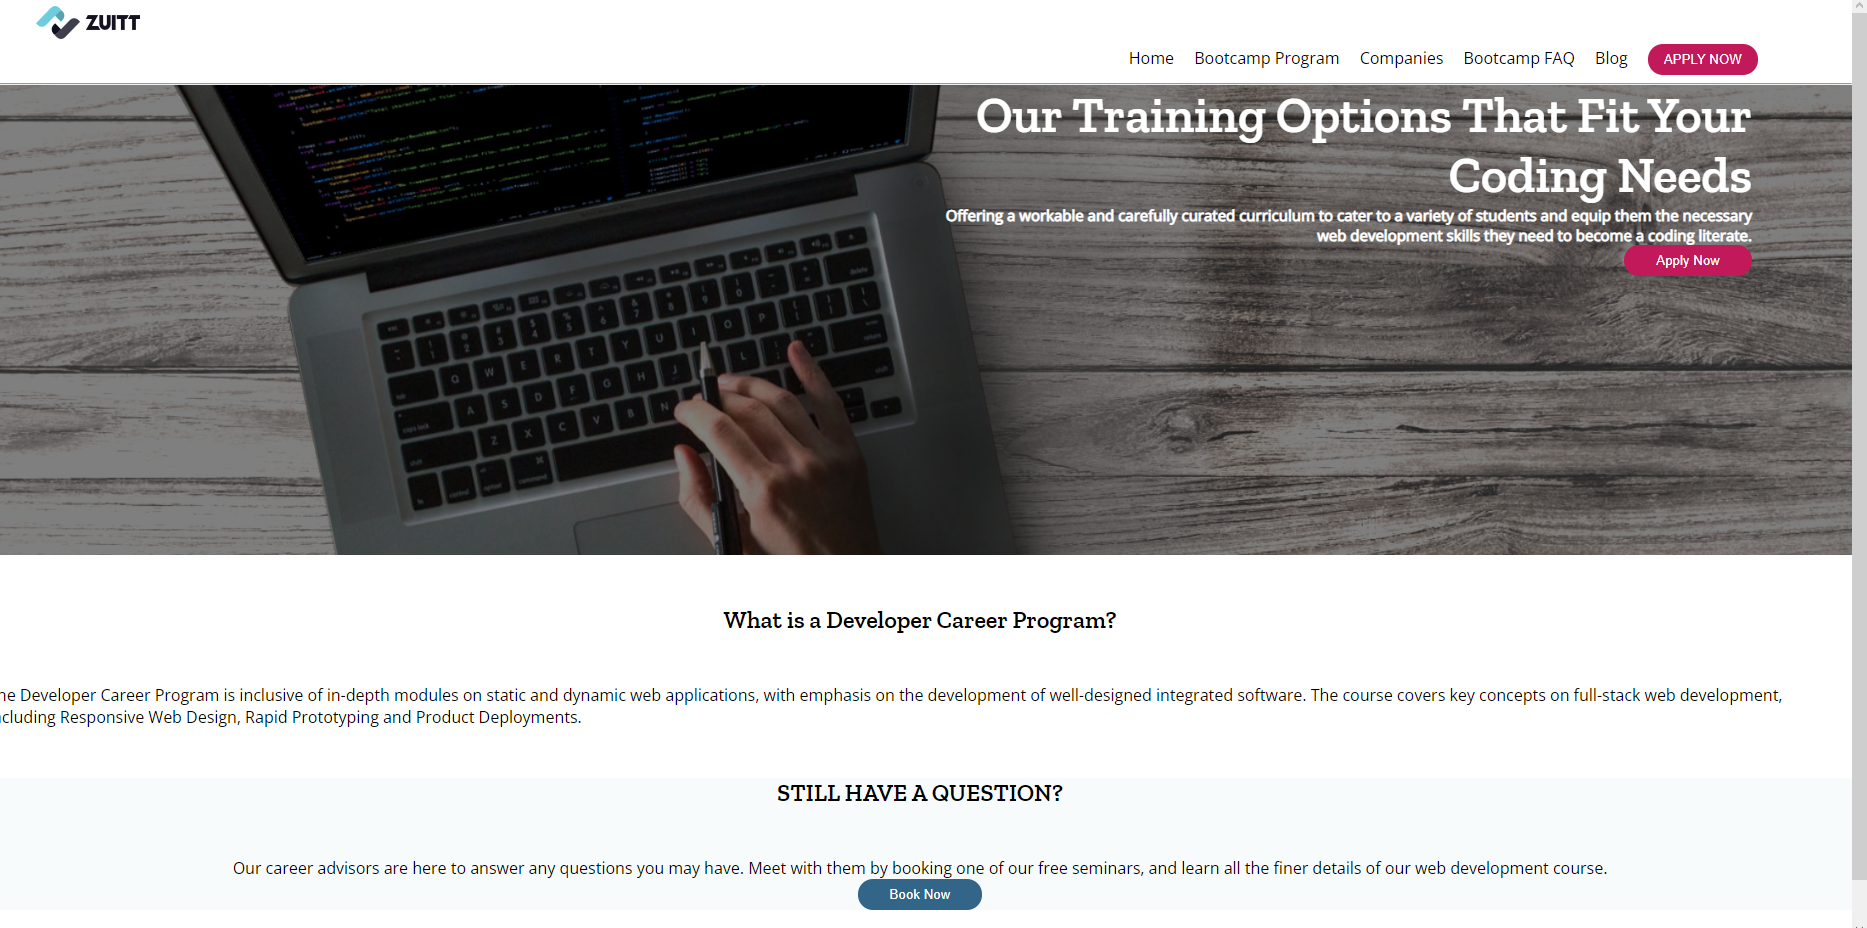 ZUITT
Home Bootcamp Program Companies Bootcamp FAQ Blog APPLY NOW
Our Training Options That Fit Your
Coding Needs
Offering a workable and carefully curated curriculum to cater to a variety of students and equip them the necessary
web development skills they need to become a coding literate.
Apply Now
What is a Developer Career Program?
he Developer Career Program is inclusive of in-depth modules on static and dynamic web applications, with emphasis on the development of well-designed integrated software. The course covers key concepts on full-stack web development,
cluding Responsive Web Design, Rapid Prototyping and Product Deployments.
STILL HAVE A QUESTION?
Our career advisors are here to answer any questions you may have. Meet with them by booking one of our free seminars, and learn all the finer details of our web development course.
Book Now